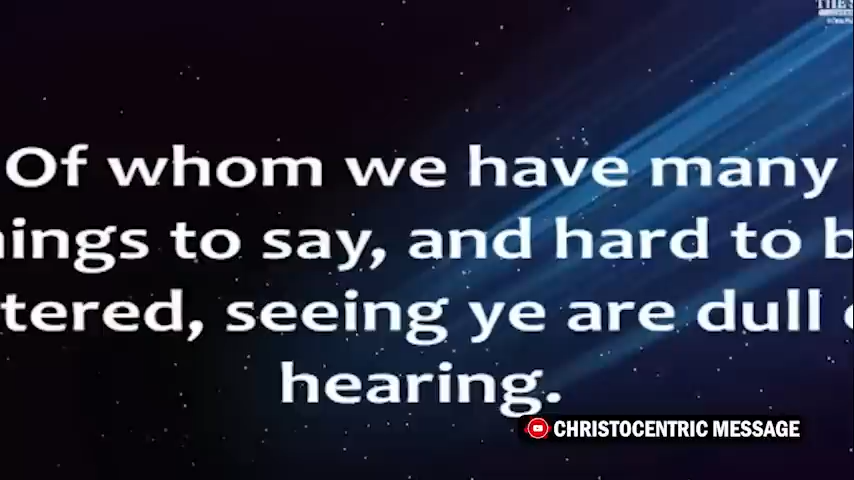 THE
Of whom we have many
hings to say, and hard to b
tered, seeing ye are dull
hearing.
CHRISTOCENTRIC MESSAGE